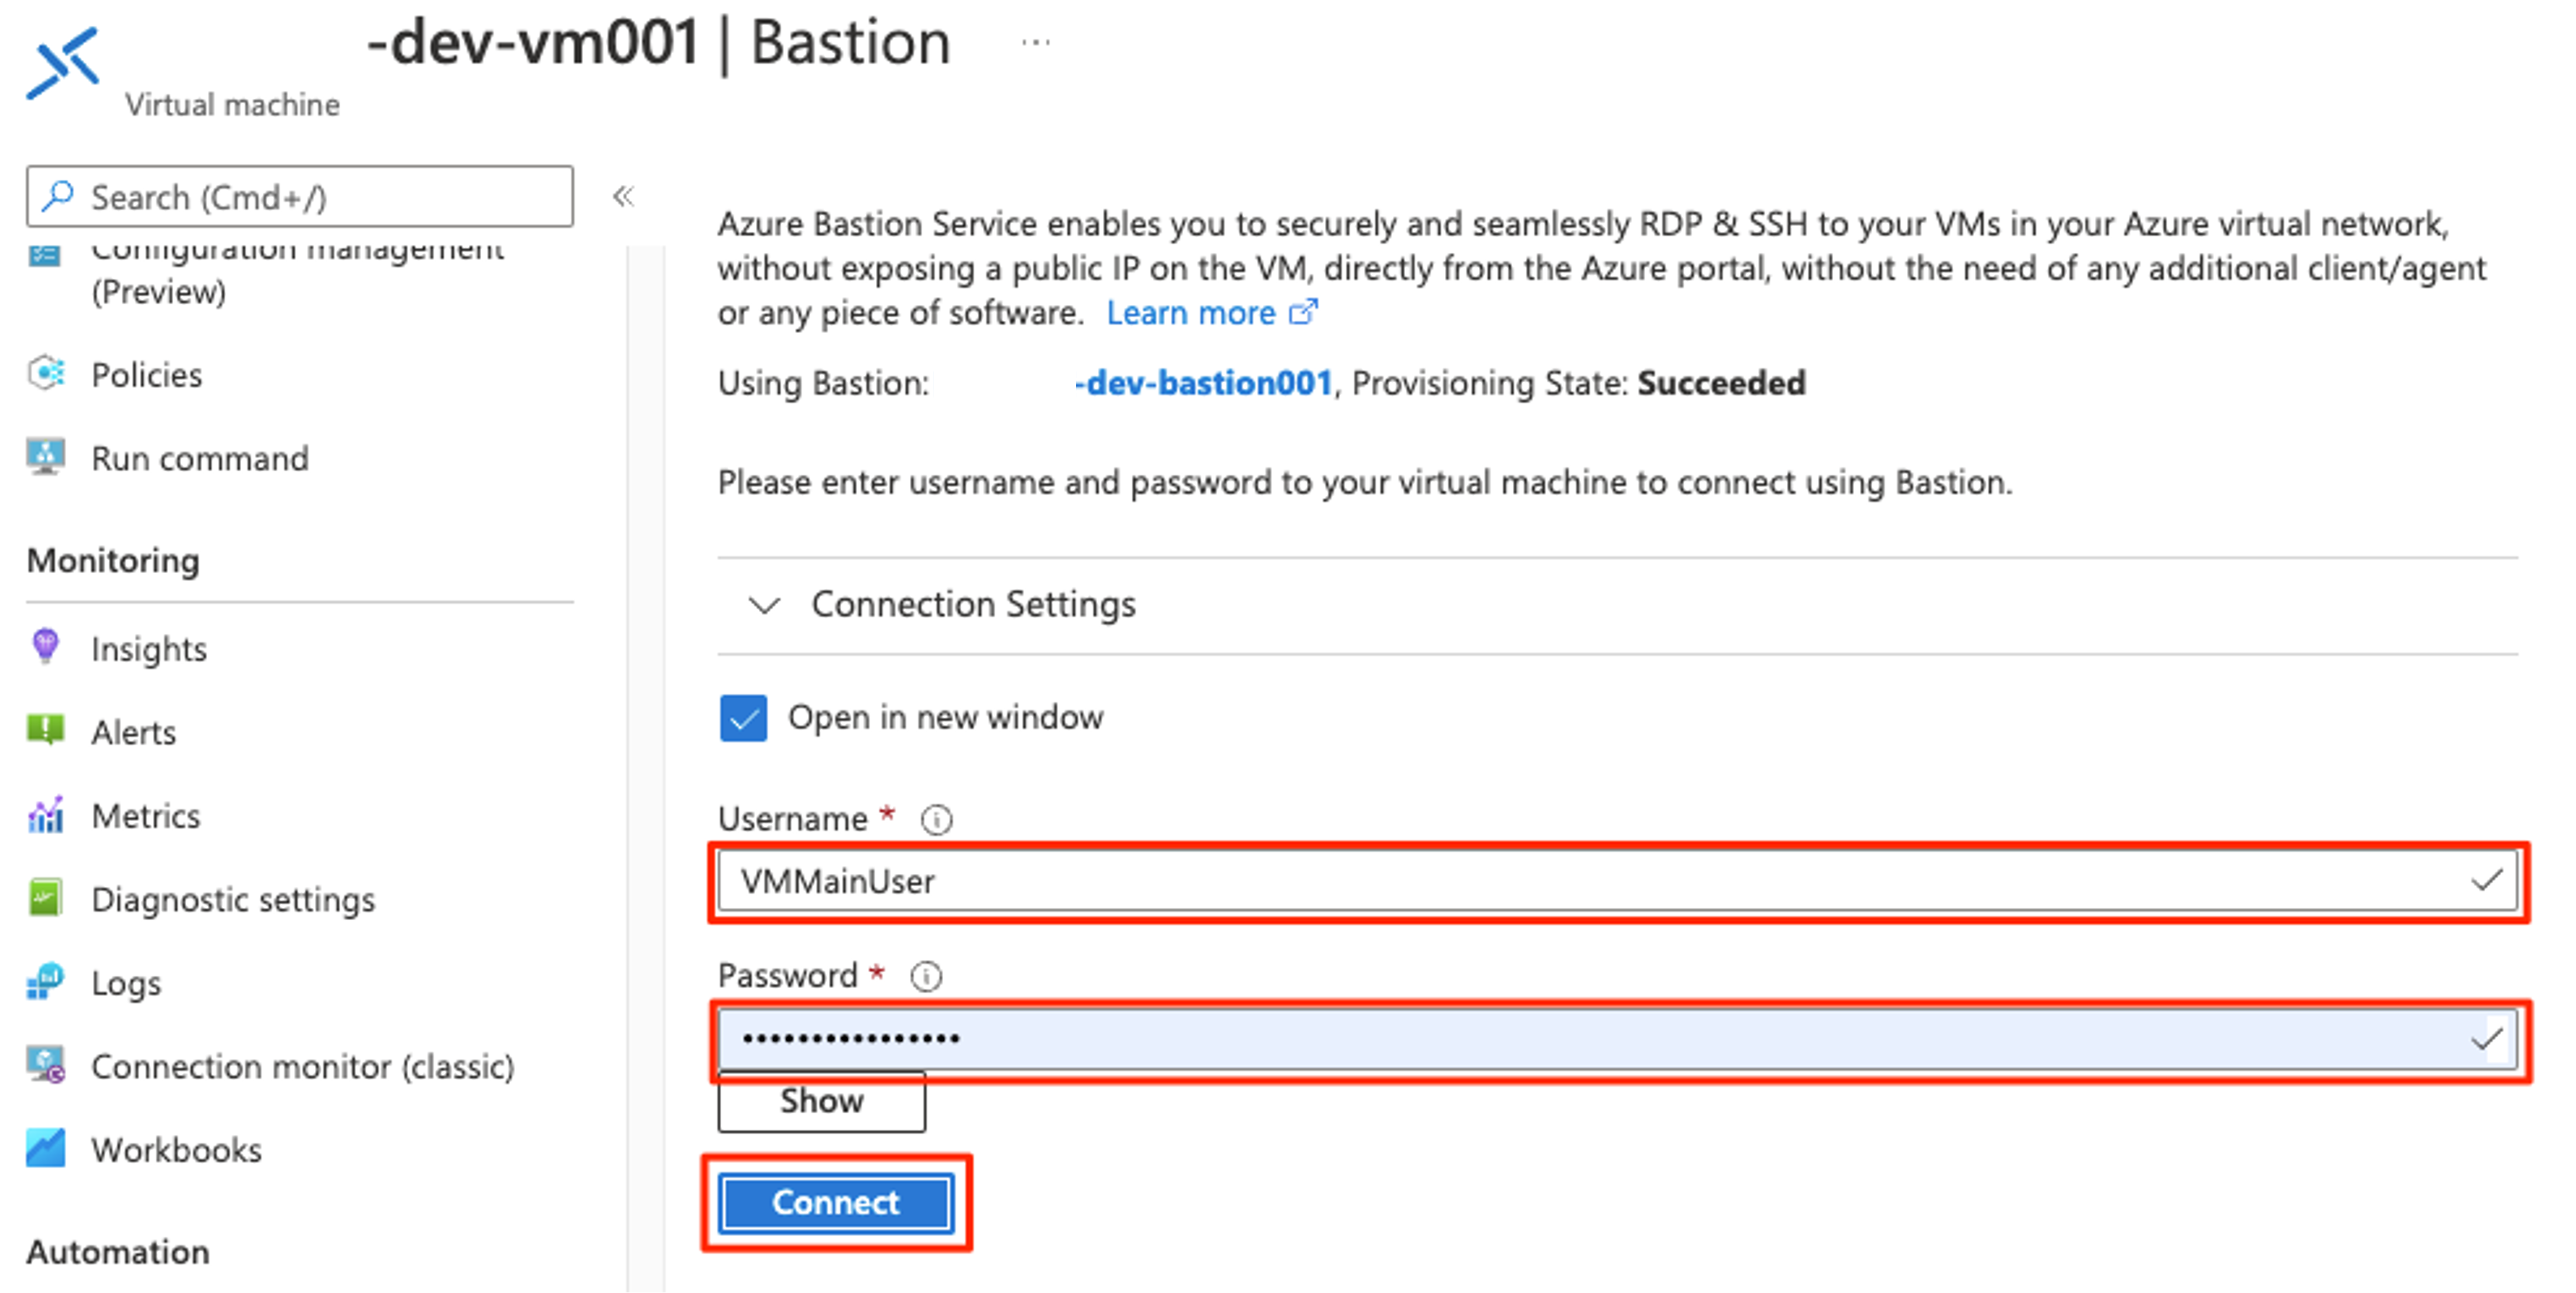 -dev-vm001 | Bastion ...
Virtual machine
Search (Cmd+/)
«
Configuration management
(Preview)
Policies
Run command
Monitoring
Insights
Alerts
Metrics
Diagnostic settings
Logs
Connection monitor (classic)
Workbooks
Automation
Azure Bastion Service enables you to securely and seamlessly RDP & SSH to your VMs in your Azure virtual network,
without exposing a public IP on the VM, directly from the Azure portal, without the need of any additional client/agent
or any piece of software. Learn more
Using Bastion: -dev-bastion001, Provisioning State: Succeeded
Please enter username and password to your virtual machine to connect using Bastion.
Connection Settings
Open in new window
Username *
VMMainUser
Password *
••••••••••••••••
Show
Connect